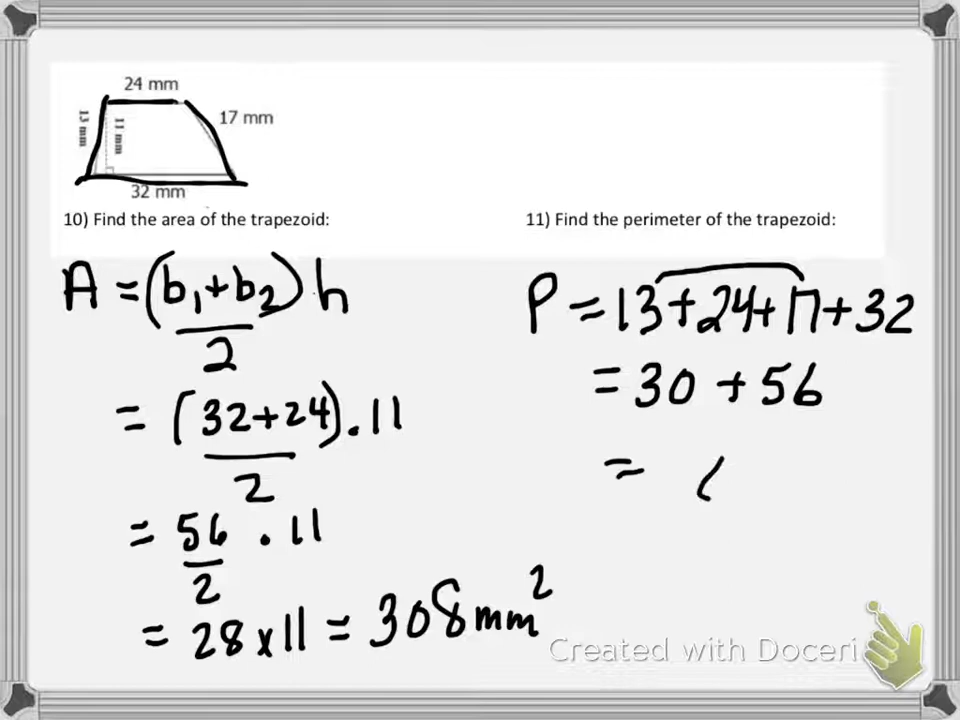 24 mm
13 mm
11 mm
17 mm
32 mm
10) Find the area of the trapezoid:
A = (b₁+b₂)h
2
= (32+24).11
2
= 56 . 11
2
= 28 x 11 = 308mm²
11) Find the perimeter of the trapezoid:
P = 13+24+17+32
= 30 + 56
=
Created with Doceri